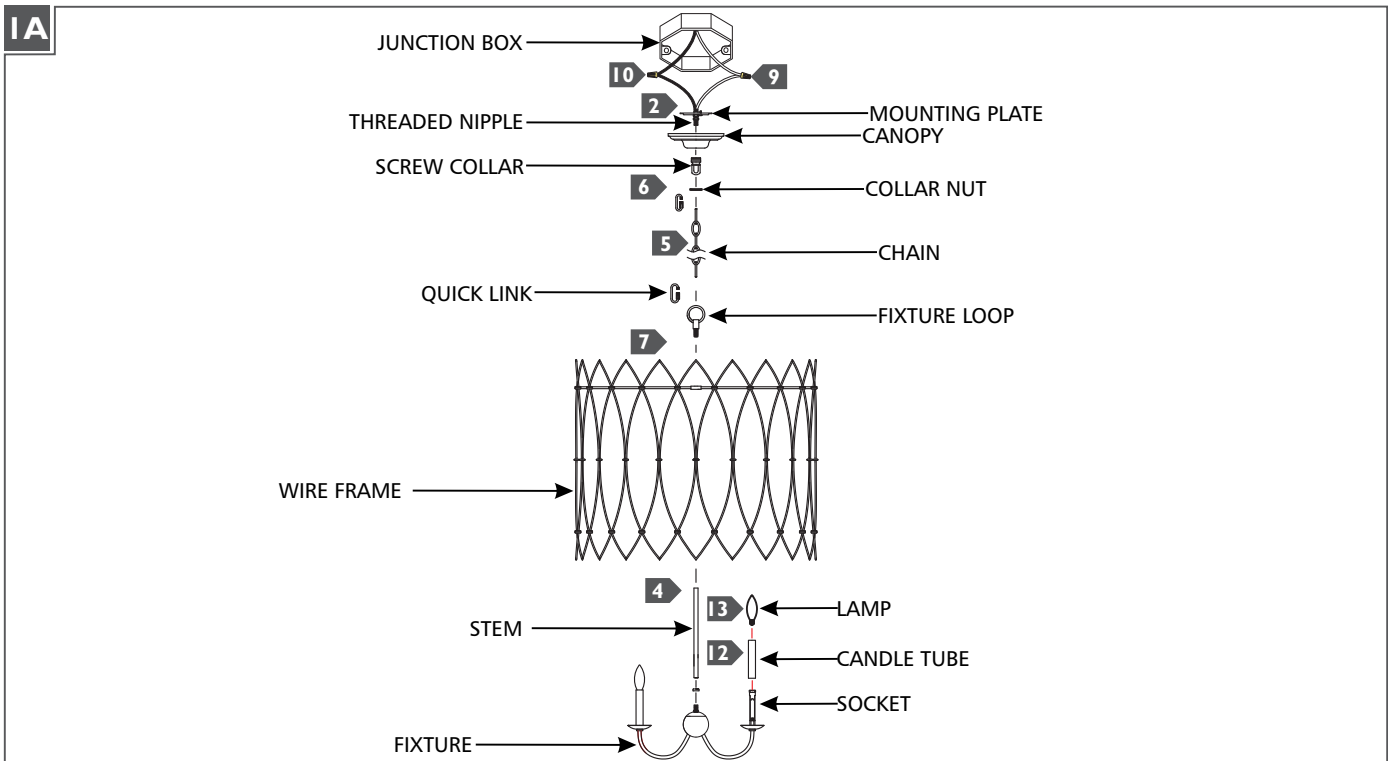 1A
JUNCTION BOX
10
9
2
MOUNTING PLATE
THREADED NIPPLE
CANOPY
SCREW COLLAR
6
COLLAR NUT
5
CHAIN
QUICK LINK
FIXTURE LOOP
7
WIRE FRAME
4
13
LAMP
STEM
12
CANDLE TUBE
SOCKET
FIXTURE